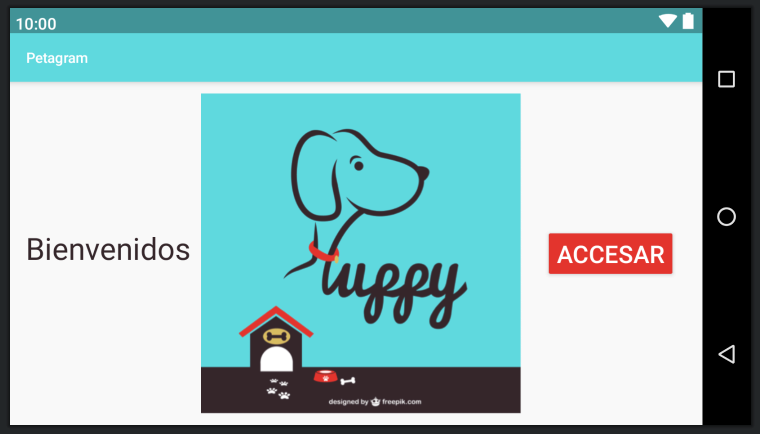 10:00
Petagram
Bienvenidos
Puppy
ACCESAR
designed by freepik.com